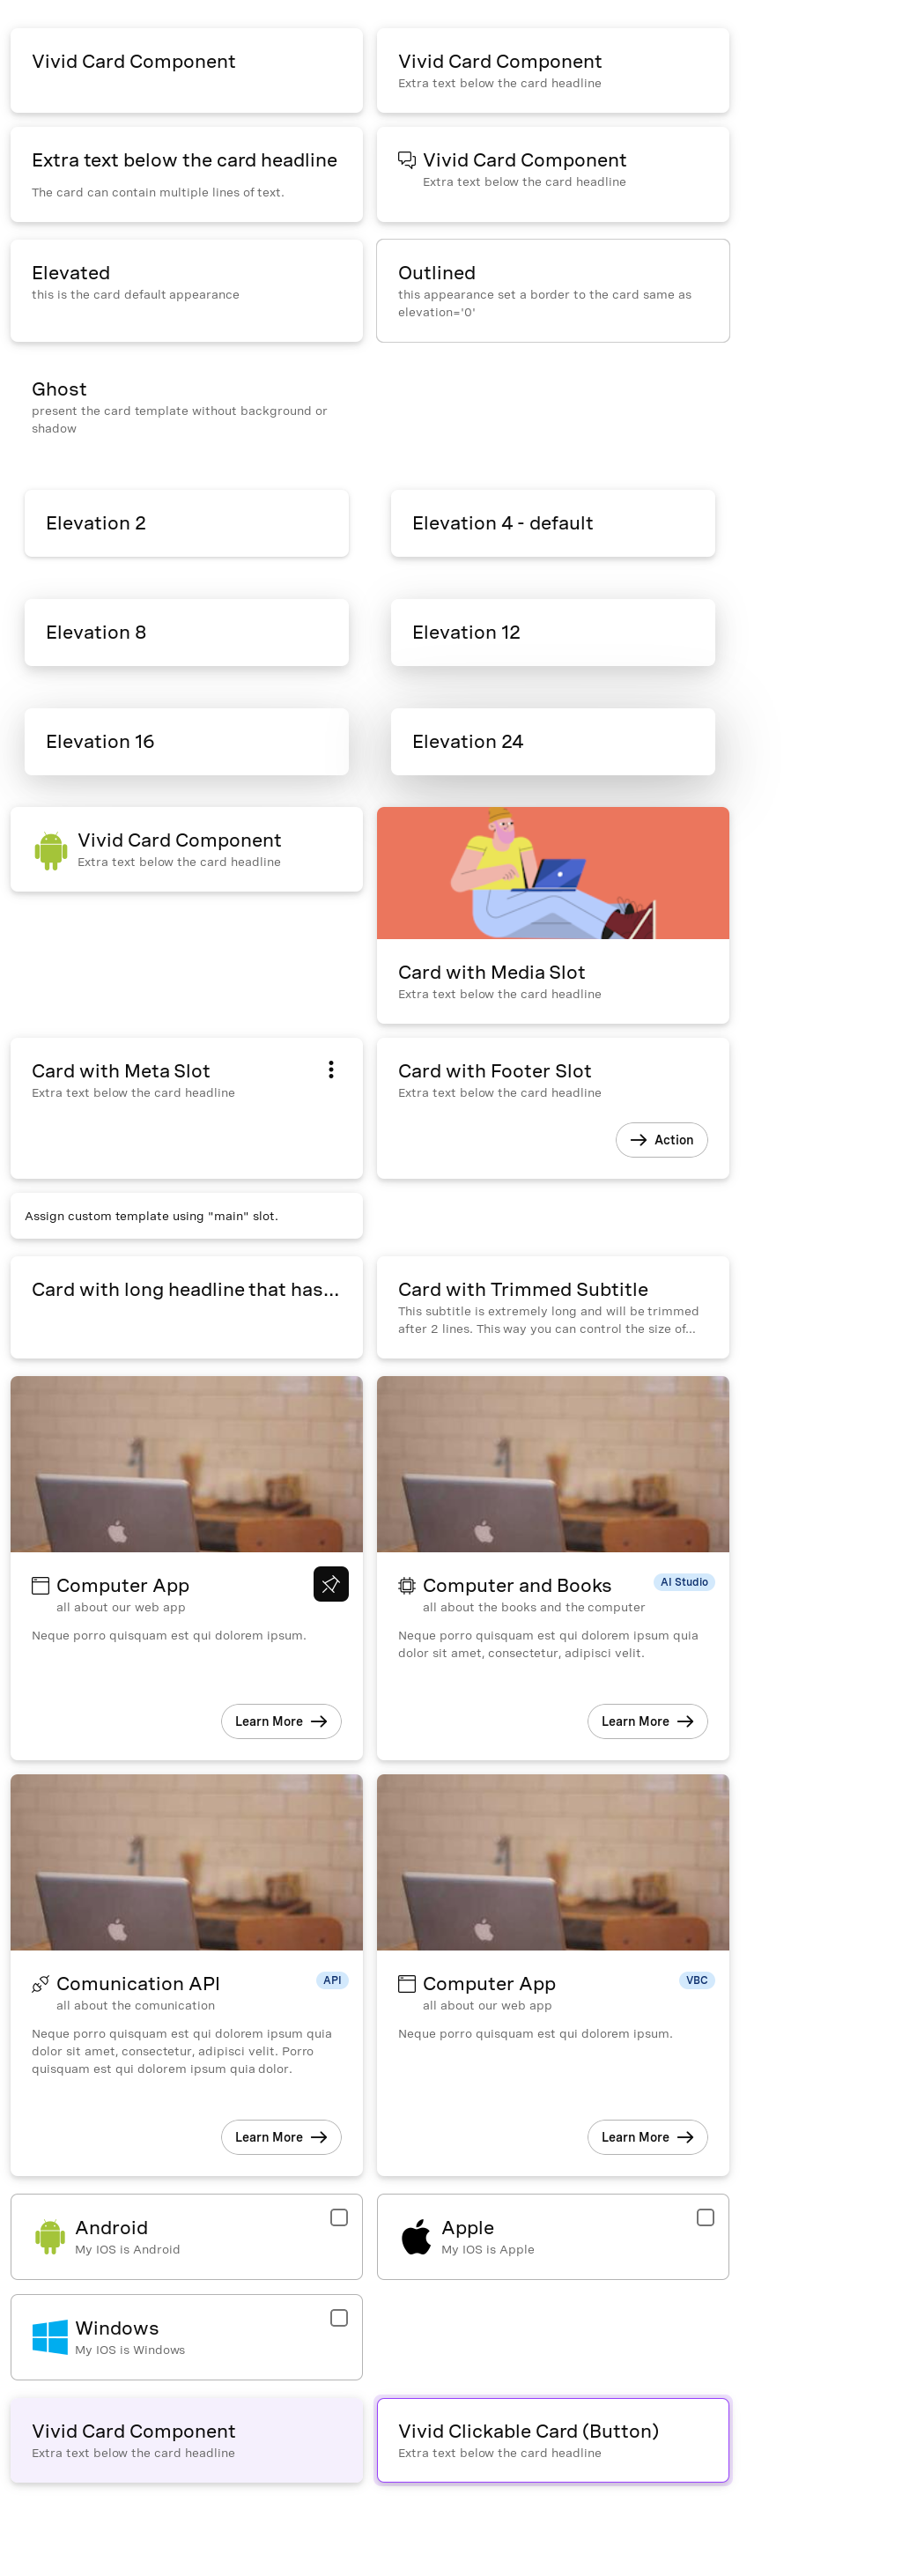 Vivid Card Component
Vivid Card Component
Extra text below the card headline
Extra text below the card headline
The card can contain multiple lines of text.
Vivid Card Component
Extra text below the card headline
Elevated
this is the card default appearance
Outlined
this appearance set a border to the card same as
elevation='0'
Ghost
present the card template without background or
shadow
Elevation 2
Elevation 4 - default
Elevation 8
Elevation 12
Elevation 16
Elevation 24
Vivid Card Component
Extra text below the card headline
Card with Media Slot
Extra text below the card headline
Card with Meta Slot
Extra text below the card headline
Card with Footer Slot
Extra text below the card headline
Action
Assign custom template using "main" slot.
Card with long headline that has...
Card with Trimmed Subtitle
This subtitle is extremely long and will be trimmed
after 2 lines. This way you can control the size of...
Computer App
all about our web app
Neque porro quisquam est qui dolorem ipsum.
Learn More
Computer and Books
AI Studio
all about the books and the computer
Neque porro quisquam est qui dolorem ipsum quia
dolor sit amet, consectetur, adipisci velit.
Learn More
Comunication API
API
all about the comunication
Neque porro quisquam est qui dolorem ipsum quia
dolor sit amet, consectetur, adipisci velit. Porro
quisquam est qui dolorem ipsum quia dolor.
Learn More
Computer App
VBC
all about our web app
Neque porro quisquam est qui dolorem ipsum.
Learn More
Android
My IOS is Android
Apple
My IOS is Apple
Windows
My IOS is Windows
Vivid Card Component
Extra text below the card headline
Vivid Clickable Card (Button)
Extra text below the card headline